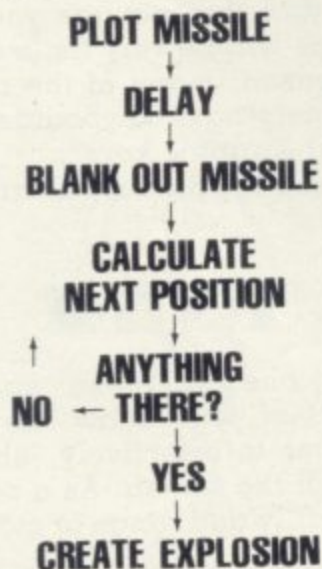 PLOT MISSILE
DELAY
BLANK OUT MISSILE
CALCULATE
NEXT POSITION
ANYTHING
NO ← THERE?
YES
CREATE EXPLOSION